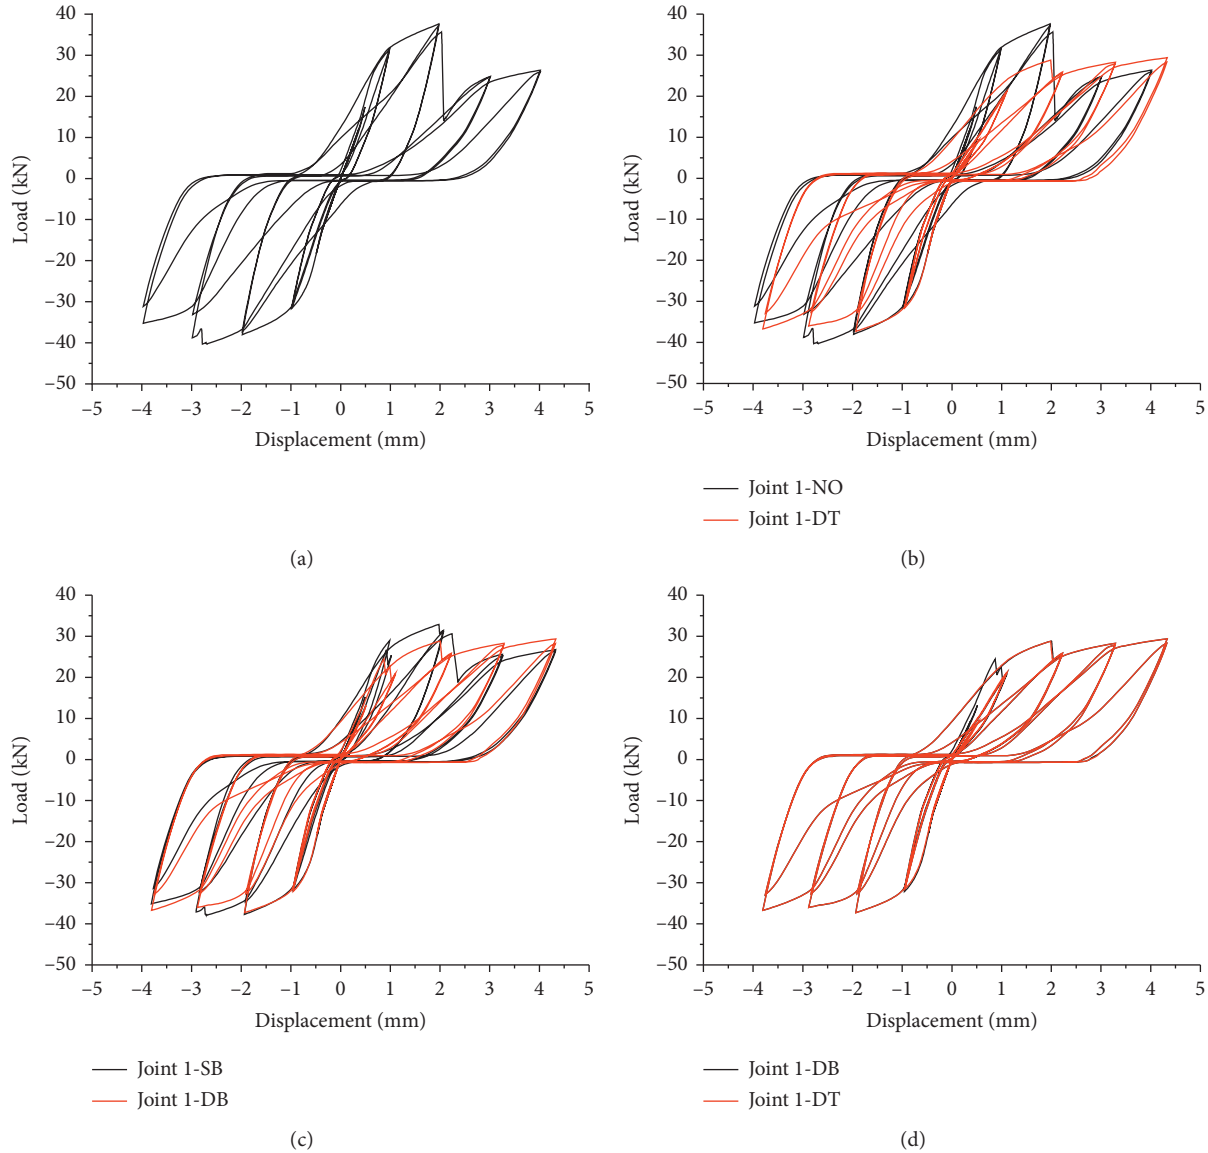 40
30
20
10
0
–10
–20
–30
–40
–50
Load (kN)
–5 –4 –3 –2 –1 0 1 2 3 4 5
Displacement (mm)
(a)
40
30
20
10
0
–10
–20
–30
–40
–50
Load (kN)
–5 –4 –3 –2 –1 0 1 2 3 4 5
Displacement (mm)
Joint 1-NO
Joint 1-DT
(b)
40
30
20
10
0
–10
–20
–30
–40
–50
Load (kN)
–5 –4 –3 –2 –1 0 1 2 3 4 5
Displacement (mm)
Joint 1-SB
Joint 1-DB
(c)
40
30
20
10
0
–10
–20
–30
–40
–50
Load (kN)
–5 –4 –3 –2 –1 0 1 2 3 4 5
Displacement (mm)
Joint 1-DB
Joint 1-DT
(d)